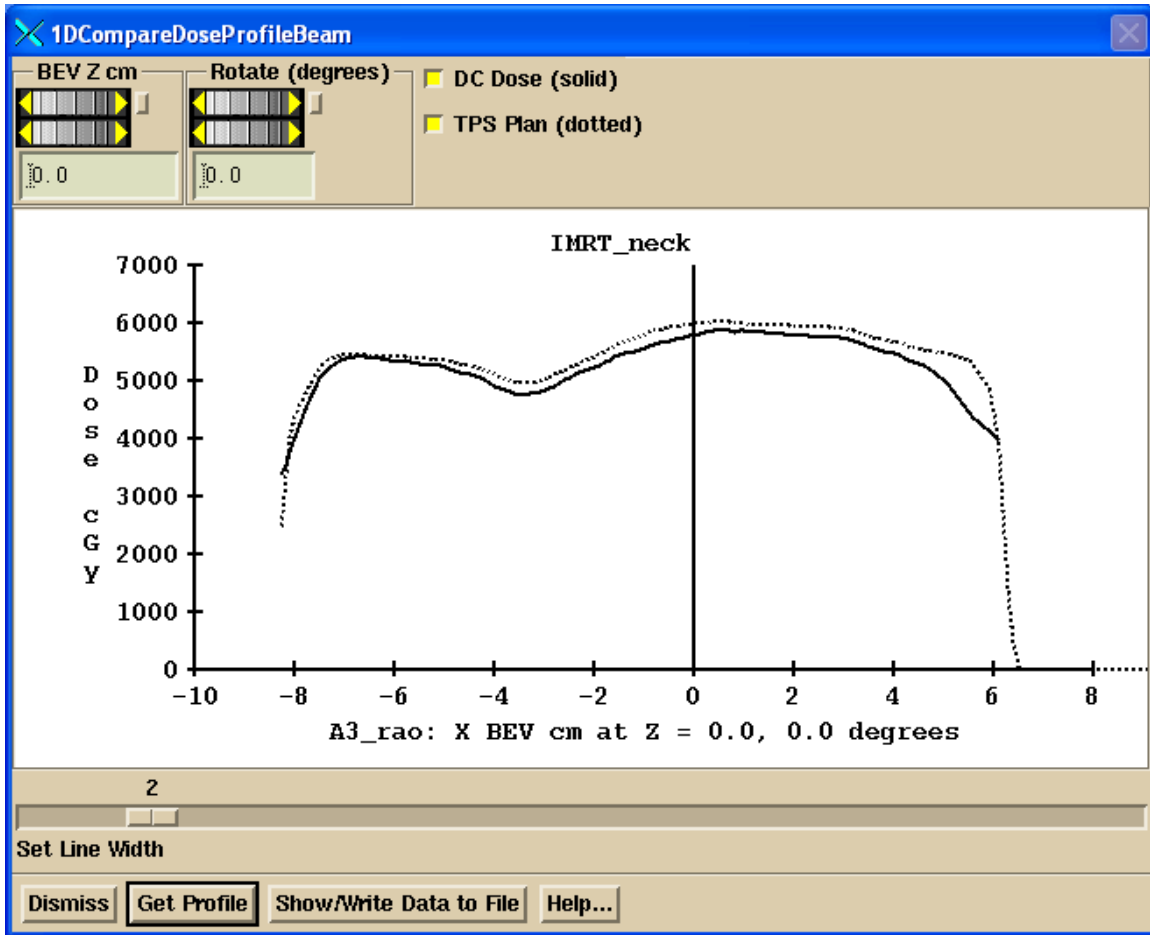 1DCompareDoseProfileBeam
BEV Z cm
Rotate (degrees)
DC Dose (solid)
TPS Plan (dotted)
0.0
0.0
IMRT_neck
7000
6000
5000
4000
3000
2000
1000
0
Dose cGy
-10 -8 -6 -4 -2 0 2 4 6 8
A3_rao: X BEV cm at Z = 0.0, 0.0 degrees
2
Set Line Width
Dismiss Get Profile Show/Write Data to File Help...